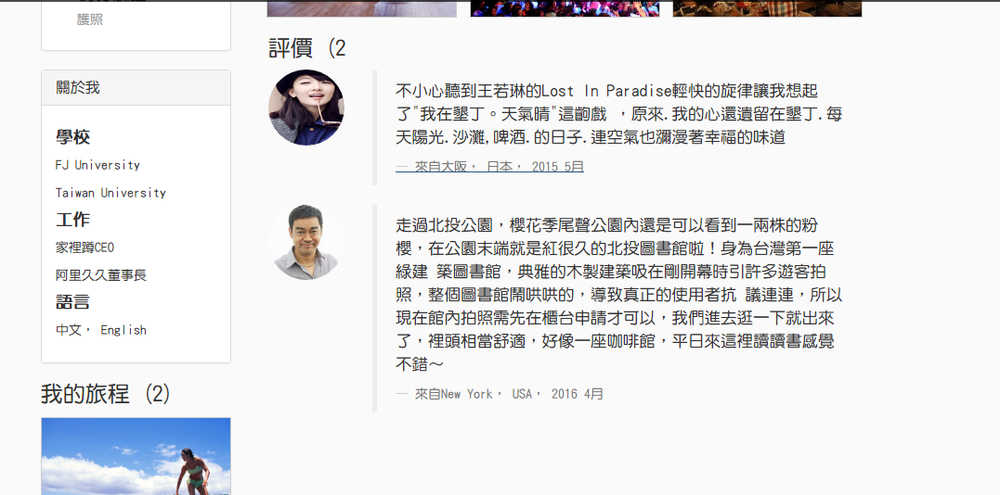 護照
關於我
學校
FJ University
Taiwan University
工作
家裡蹲CEO
阿里久久董事長
語言
中文, English
我的旅程 (2)
評價 (2
不小心聽到王若琳的Lost In Paradise輕快的旋律讓我想起
了"我在墾丁。天氣晴"這齣戲 ，原來.我的心還遺留在墾丁.每
天陽光.沙灘,啤酒.的日子.連空氣也瀰漫著幸福的味道
— 來自大阪, 日本, 2015 5月
走過北投公園，櫻花季尾聲公園內還是可以看到一兩株的粉
櫻，在公園末端就是紅很久的北投圖書館啦！身為台灣第一座
綠建 築圖書館，典雅的木製建築吸在剛開幕時引許多遊客拍
照，整個圖書館鬧哄哄的，導致真正的使用者抗 議連連，所以
現在館內拍照需先在櫃台申請才可以，我們進去逛一下就出來
了，裡頭相當舒適，好像一座咖啡館，平日來這裡讀讀書感覺
不錯～
— 來自New York, USA, 2016 4月